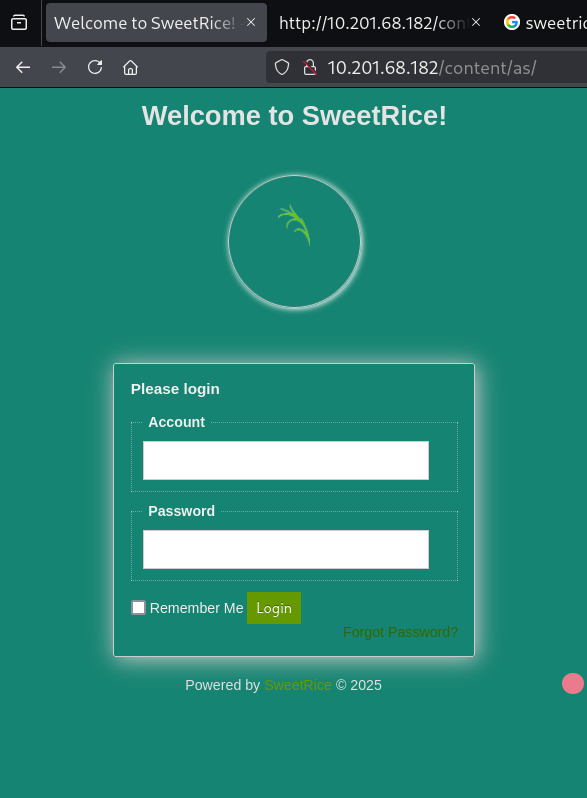 Welcome to SweetRice!
http://10.201.68.182/con
sweetric
10.201.68.182/content/as/
Welcome to SweetRice!
Please login
Account
Password
Remember Me Login
Forgot Password?
Powered by SweetRice © 2025